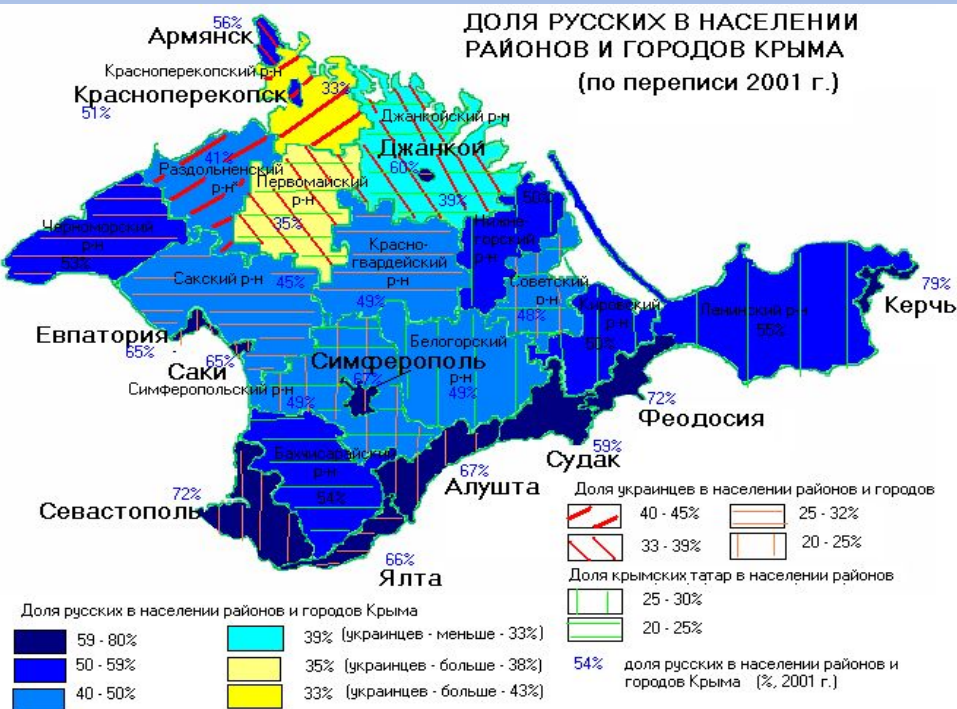 ДОЛЯ РУССКИХ В НАСЕЛЕНИИ
РАЙОНОВ И ГОРОДОВ КРЫМА
(по переписи 2001 г.)
56%
Армянск
Красноперекопский р-н
33%
Красноперекопск
51%
Джанкойский р-н
Джанкой
60%
39%
41%
Раздольненский
р-н
Первомайский
р-н
35%
50%
Нижне-
горский
р-н
Черноморский
р-н
53%
Красно-
гвардейский
р-н
49%
Сакский р-н
45%
Советский
р-н
48%
Кировский
р-н
50%
Ленинский р-н
55%
79%
Керчь
Евпатория
65%
65%
Саки
Симферополь
67%
Белогорский
р-н
49%
Симферопольский р-н
49%
72%
Феодосия
59%
Судак
67%
Алушта
Бахчисарайский
р-н
54%
72%
Севастополь
66%
Ялта
Доля украинцев в населении районов и городов
40 - 45%
25 - 32%
33 - 39%
20 - 25%
Доля крымских татар в населении районов
25 - 30%
20 - 25%
54% доля русских в населении районов и
городов Крыма (%, 2001 г.)
Доля русских в населении районов и городов Крыма
59 - 80%
39% (украинцев - меньше - 33%)
50 - 59%
35% (украинцев - больше - 38%)
40 - 50%
33% (украинцев - больше - 43%)